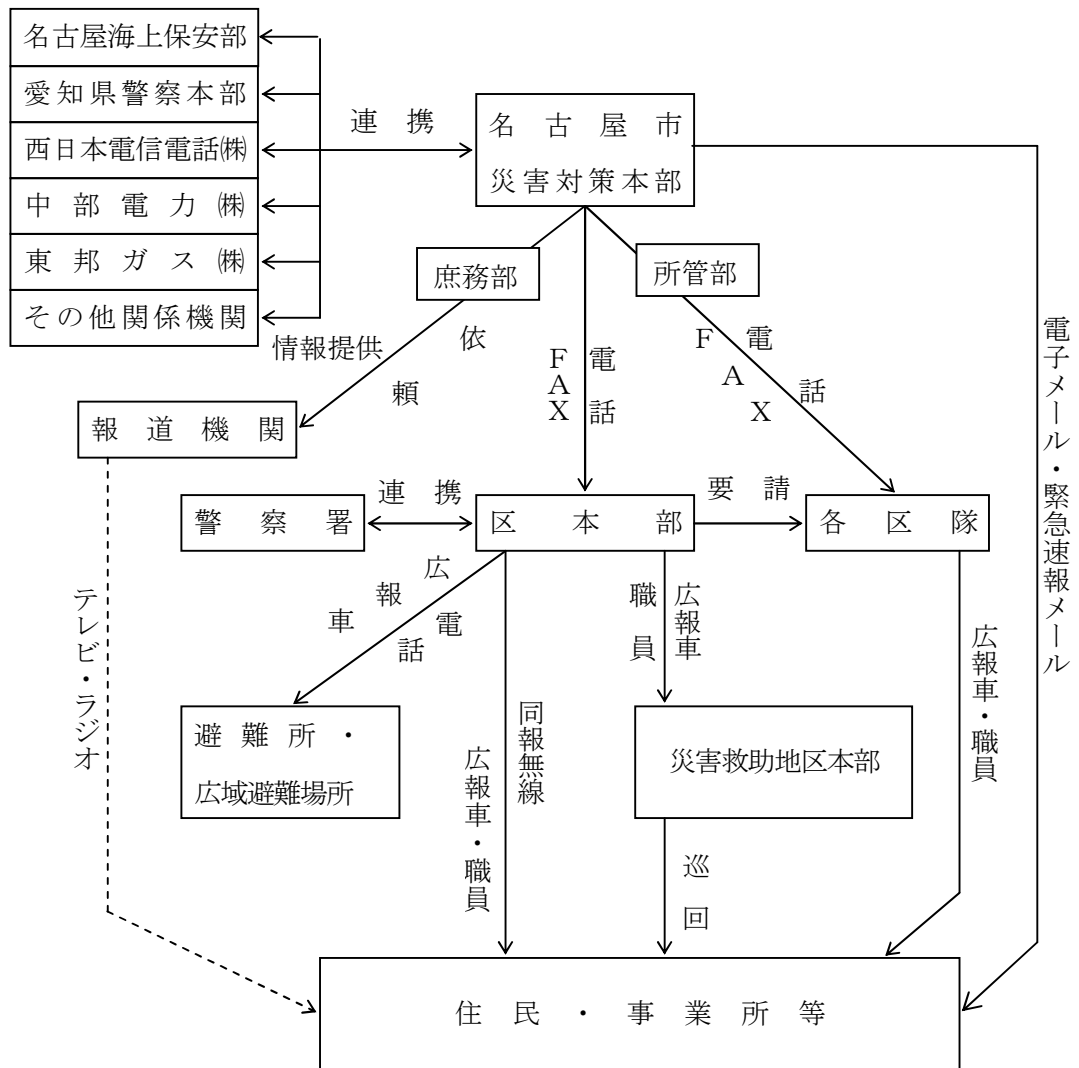 名古屋海上保安部
愛知県警察本部
西日本電信電話㈱
中部電力㈱
東邦ガス㈱
その他関係機関
連携
名古屋市
災害対策本部
庶務部
所管部
情報提供
依頼
電話
FAX
電話
FAX
電子メール・緊急速報メール
報道機関
警察署
連携
区本部
要請
各区隊
テレビ・ラジオ
広報車
電話
広報車
職員
広報車・職員
避難所・
広域避難場所
同報無線
広報車・職員
災害救助地区本部
巡回
住民・事業所等